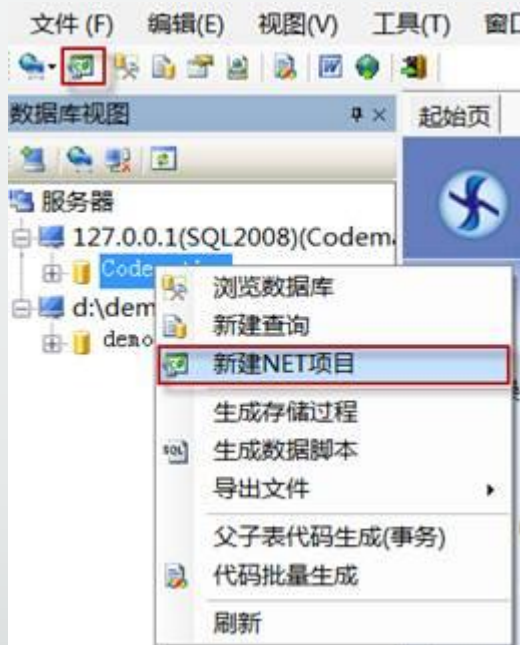 文件 (F) 编辑(E) 视图(V) 工具(T)
数据库视图
起始页
服务器
127.0.0.1(SQL2008)(Codem
Code
d:\dem
demo
浏览数据库
新建查询
新建NET项目
生成存储过程
SQL 生成数据脚本
导出文件
父子表代码生成(事务)
代码批量生成
刷新